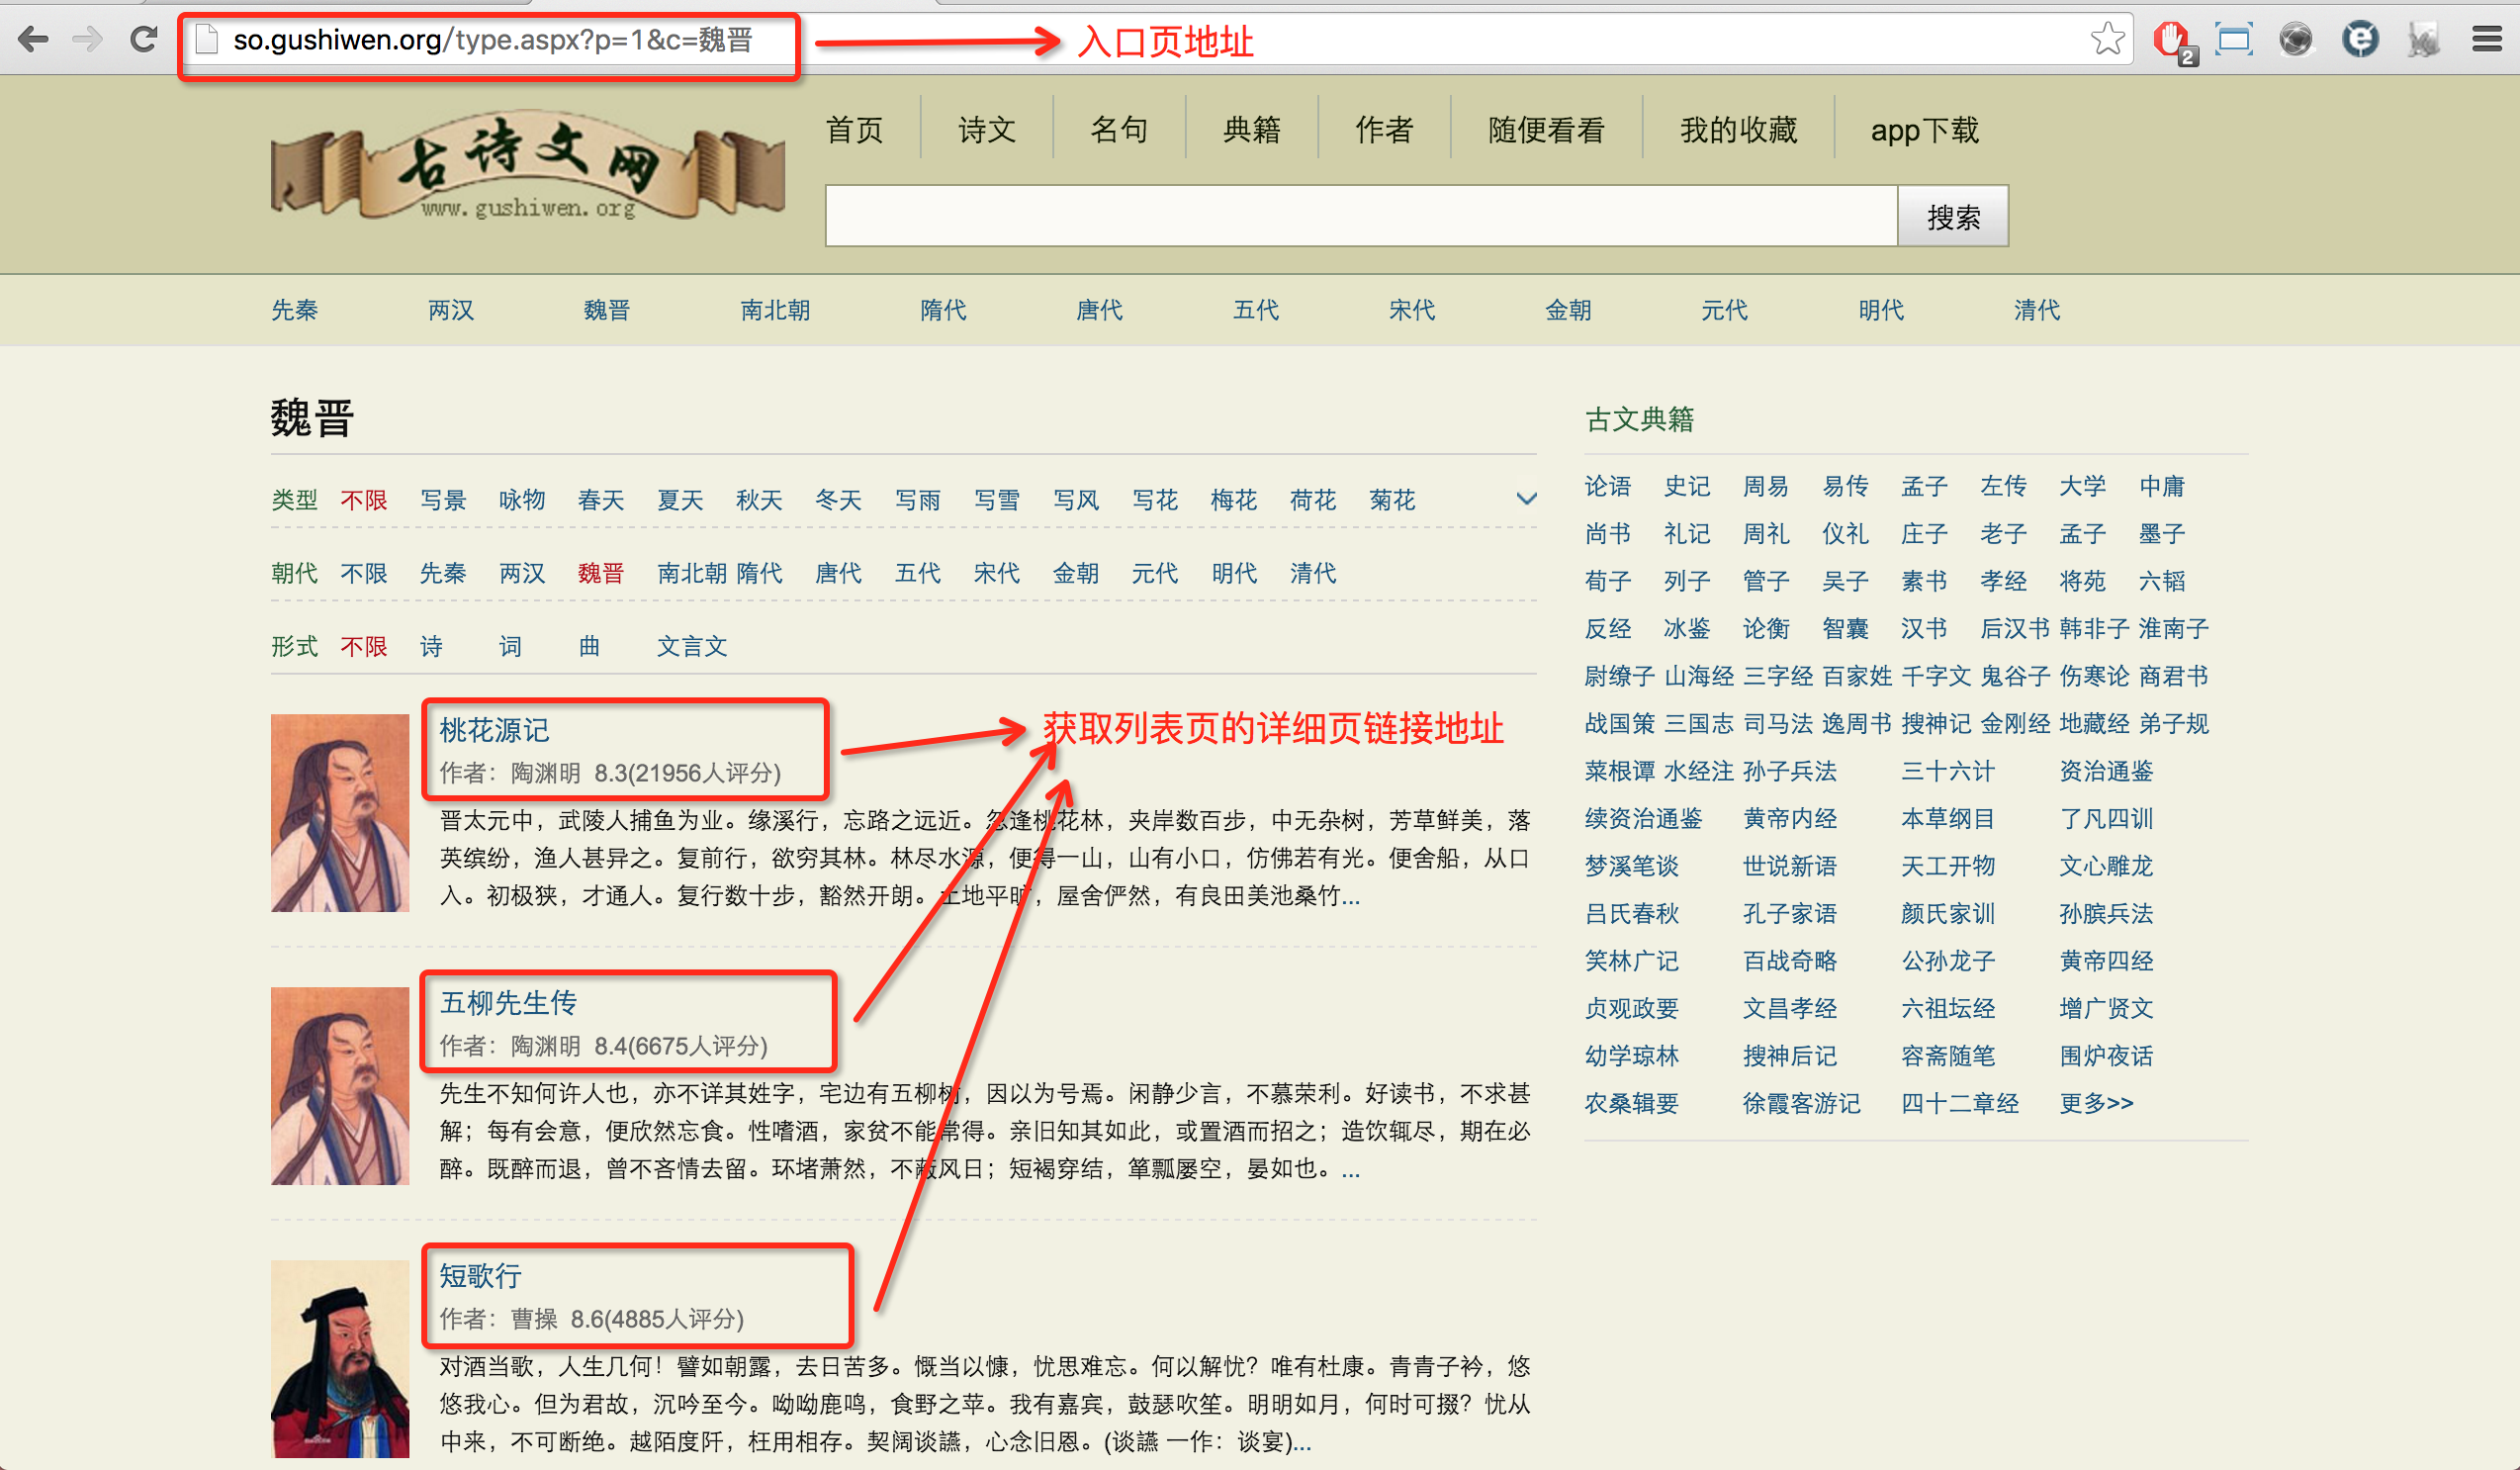 so.gushiwen.org/type.aspx?p=1&c=魏晋
入口页地址
2
古诗文网
www.gushiwen.org
首页 诗文 名句 典籍 作者 随便看看 我的收藏 app下载
搜索
先秦 两汉 魏晋 南北朝 隋代 唐代 五代 宋代 金朝 元代 明代 清代
魏晋
类型 不限 写景 咏物 春天 夏天 秋天 冬天 写雨 写雪 写风 写花 梅花 荷花 菊花
朝代 不限 先秦 两汉 魏晋 南北朝 隋代 唐代 五代 宋代 金朝 元代 明代 清代
形式 不限 诗 词 曲 文言文
获取列表页的详细页链接地址
桃花源记
作者：陶渊明 8.3(21956人评分)
晋太元中，武陵人捕鱼为业。缘溪行，忘路之远近。忽逢桃花林，夹岸数百步，中无杂树，芳草鲜美，落
英缤纷，渔人甚异之。复前行，欲穷其林。林尽水源，便得一山，山有小口，仿佛若有光。便舍船，从口
入。初极狭，才通人。复行数十步，豁然开朗。土地平旷，屋舍俨然，有良田美池桑竹...
五柳先生传
作者：陶渊明 8.4(6675人评分)
先生不知何许人也，亦不详其姓字，宅边有五柳树，因以为号焉。闲静少言，不慕荣利。好读书，不求甚
解；每有会意，便欣然忘食。性嗜酒，家贫不能常得。亲旧知其如此，或置酒而招之；造饮辄尽，期在必
醉。既醉而退，曾不吝情去留。环堵萧然，不蔽风日；短褐穿结，箪瓢屡空，晏如也。...
短歌行
作者：曹操 8.6(4885人评分)
对酒当歌，人生几何！譬如朝露，去日苦多。慨当以慷，忧思难忘。何以解忧？唯有杜康。青青子衿，悠
悠我心。但为君故，沉吟至今。呦呦鹿鸣，食野之苹。我有嘉宾，鼓瑟吹笙。明明如月，何时可掇？忧从
中来，不可断绝。越陌度阡，枉用相存。契阔谈讌，心念旧恩。(谈讌 一作：谈宴)...
古文典籍
论语 史记 周易 易传 孟子 左传 大学 中庸
尚书 礼记 周礼 仪礼 庄子 老子 孟子 墨子
荀子 列子 管子 吴子 素书 孝经 将苑 六韬
反经 冰鉴 论衡 智囊 汉书 后汉书 韩非子 淮南子
尉缭子 山海经 三字经 百家姓 千字文 鬼谷子 伤寒论 商君书
战国策 三国志 司马法 逸周书 搜神记 金刚经 地藏经 弟子规
菜根谭 水经注 孙子兵法 三十六计 资治通鉴
续资治通鉴 黄帝内经 本草纲目 了凡四训
梦溪笔谈 世说新语 天工开物 文心雕龙
吕氏春秋 孔子家语 颜氏家训 孙膑兵法
笑林广记 百战奇略 公孙龙子 黄帝四经
贞观政要 文昌孝经 六祖坛经 增广贤文
幼学琼林 搜神后记 容斋随笔 围炉夜话
农桑辑要 徐霞客游记 四十二章经 更多>>